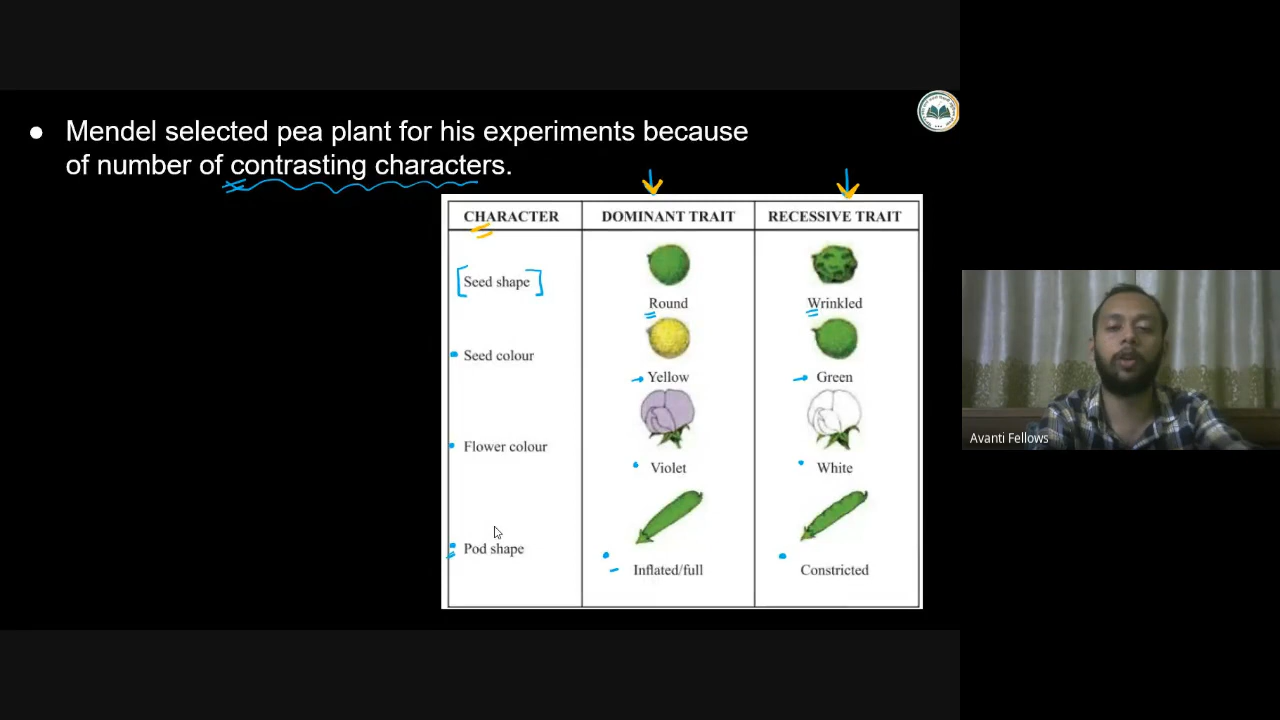 ● Mendel selected pea plant for his experiments because
of number of contrasting characters.
CHARACTER DOMINANT TRAIT RECESSIVE TRAIT
Seed shape Round Wrinkled
Seed colour Yellow Green
Flower colour Violet White
Pod shape Inflated/full Constricted
Avanti Fellows